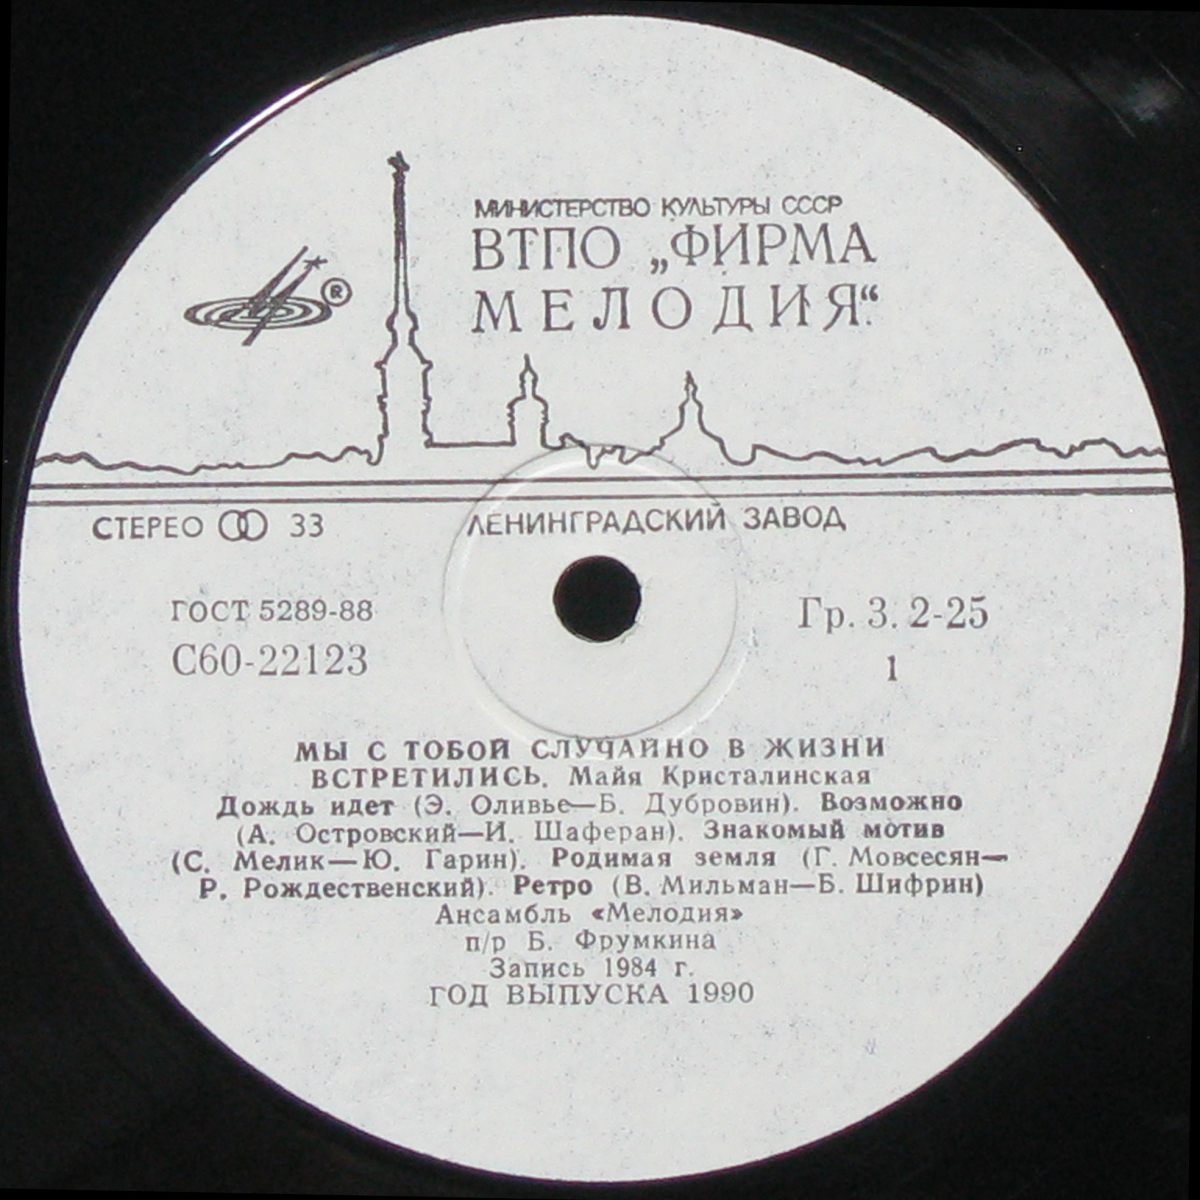 МИНИСТЕРСТВО КУЛЬТУРЫ СССР
ВТПО „ФИРМА
МЕЛОДИЯ“.
®
СТЕРЕО 33
ЛЕНИНГРАДСКИЙ ЗАВОД
ГОСТ 5289-88
С60-22123
Гр. 3. 2-25
1
МЫ С ТОБОЙ СЛУЧАЙНО В ЖИЗНИ
ВСТРЕТИЛИСЬ. Майя Кристалинская
Дождь идет (Э. Оливье—Б. Дубровин). Возможно
(А. Островский—И. Шаферан). Знакомый мотив
(С. Мелик—Ю. Гарин). Родимая земля (Г. Мовсесян—
Р. Рождественский). Ретро (В. Мильман—Б. Шифрин)
Ансамбль «Мелодия»
п/р Б. Фрумкина
Запись 1984 г.
ГОД ВЫПУСКА 1990